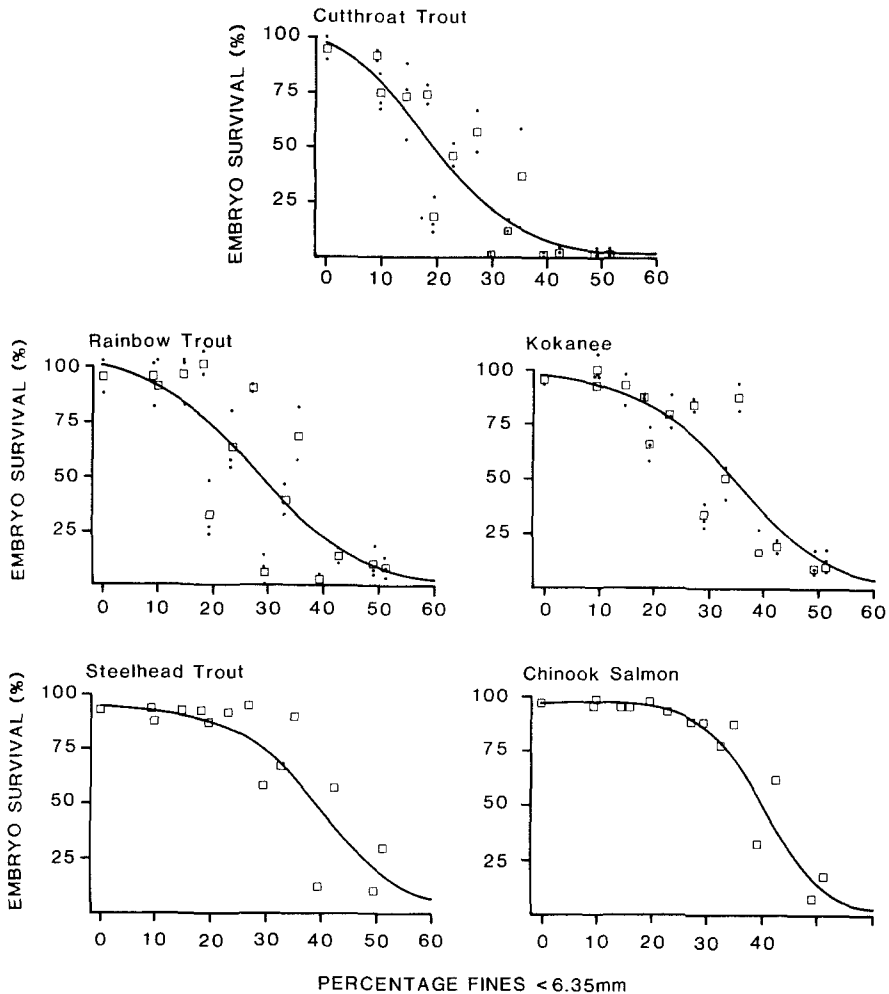 Cutthroat Trout
EMBRYO SURVIVAL (%)
100
75
50
25
0 10 20 30 40 50 60
Rainbow Trout
EMBRYO SURVIVAL (%)
100
75
50
25
0 10 20 30 40 50 60
Kokanee
100
75
50
25
0 10 20 30 40 50 60
Steelhead Trout
EMBRYO SURVIVAL (%)
100
75
50
25
0 10 20 30 40 50 60
Chinook Salmon
100
75
50
25
0 10 20 30 40
PERCENTAGE FINES <6.35mm